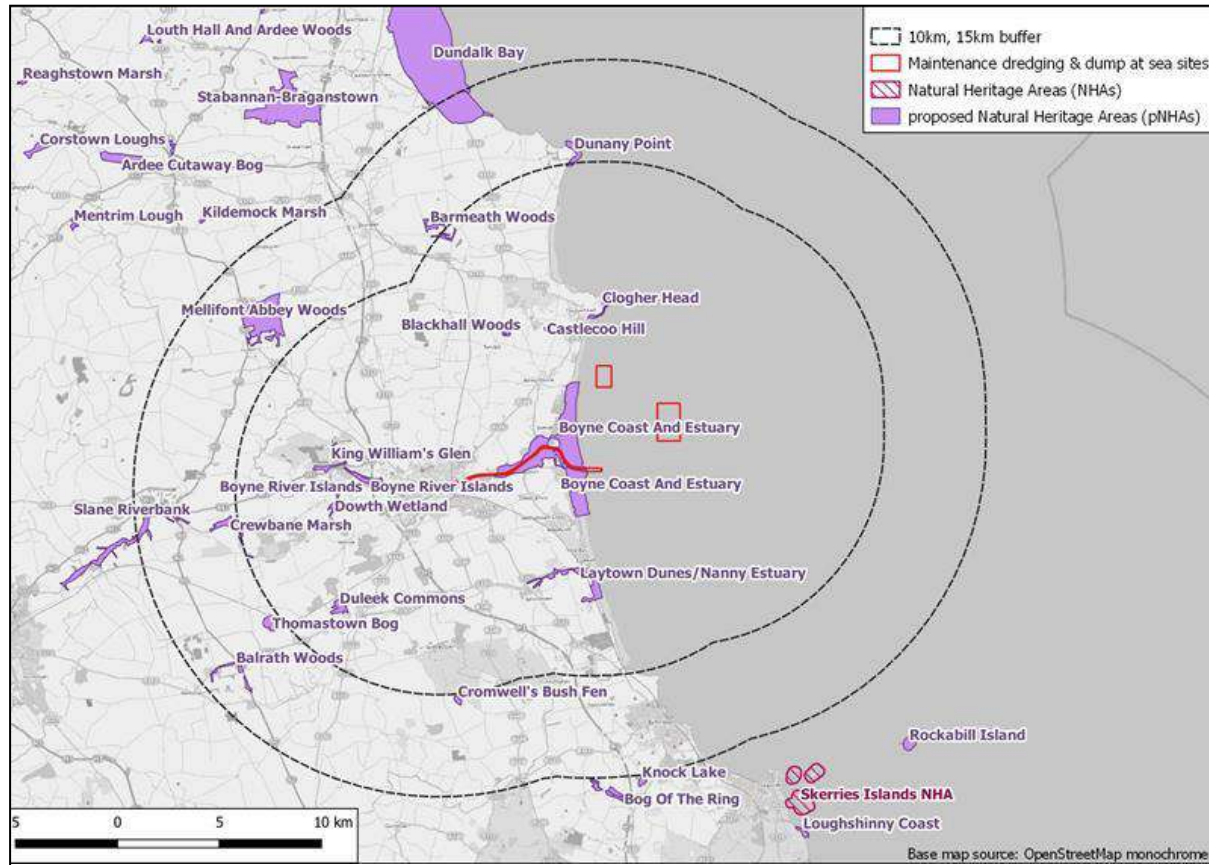 Louth Hall And Ardee Woods
Dundalk Bay
10km, 15km buffer
Maintenance dredging & dump at sea sites
Natural Heritage Areas (NHAs)
proposed Natural Heritage Areas (pNHAs)
Reaghstown Marsh
Stabannan-Braganstown
Corstown Loughs
Ardee Cutaway Bog
Dunany Point
Mentrim Lough
Kildemock Marsh
Barmeath Woods
Mellifont Abbey Woods
Clogher Head
Blackhall Woods
Castlecoo Hill
Boyne Coast And Estuary
King William's Glen
Boyne River Islands
Boyne River Islands
Boyne Coast And Estuary
Slane Riverbank
Dowth Wetland
Crewbane Marsh
Laytown Dunes/Nanny Estuary
Duleek Commons
Thomastown Bog
Balrath Woods
Cromwell's Bush Fen
Rockabill Island
Knock Lake
Bog Of The Ring
Skerries Islands NHA
Loughshinny Coast
5 0 5 10 km
Base map source: OpenStreetMap monochrome